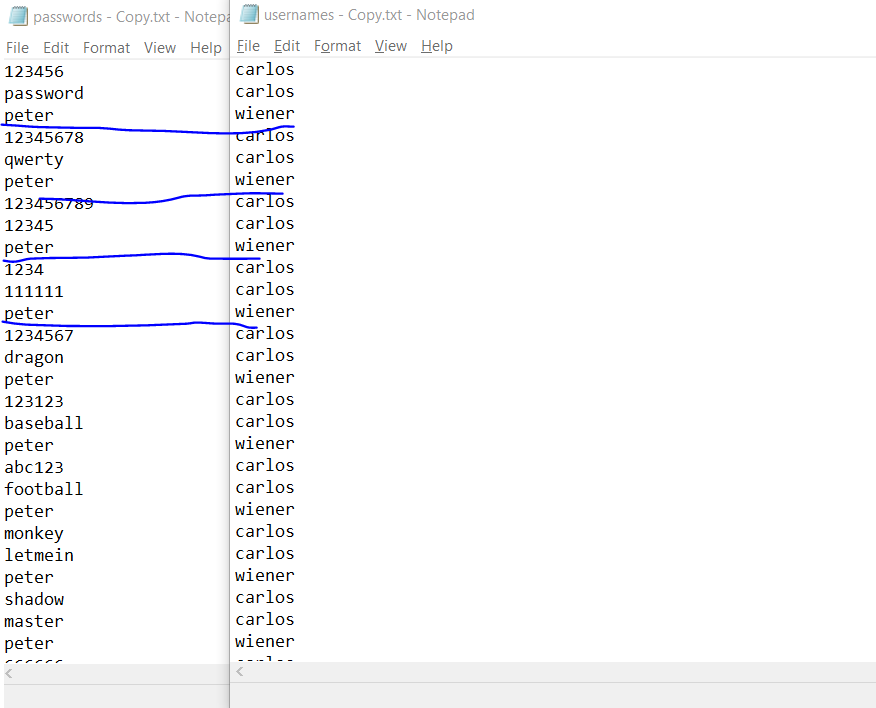 passwords - Copy.txt - Notepa
File Edit Format View Help
123456
password
peter
12345678
qwerty
peter
123456789
12345
peter
1234
111111
peter
1234567
dragon
peter
123123
baseball
peter
abc123
football
peter
monkey
letmein
peter
shadow
master
peter
usernames - Copy.txt - Notepad
File Edit Format View Help
carlos
carlos
wiener
carlos
carlos
wiener
carlos
carlos
wiener
carlos
carlos
wiener
carlos
carlos
wiener
carlos
carlos
wiener
carlos
carlos
wiener
carlos
carlos
wiener
carlos
carlos
wiener